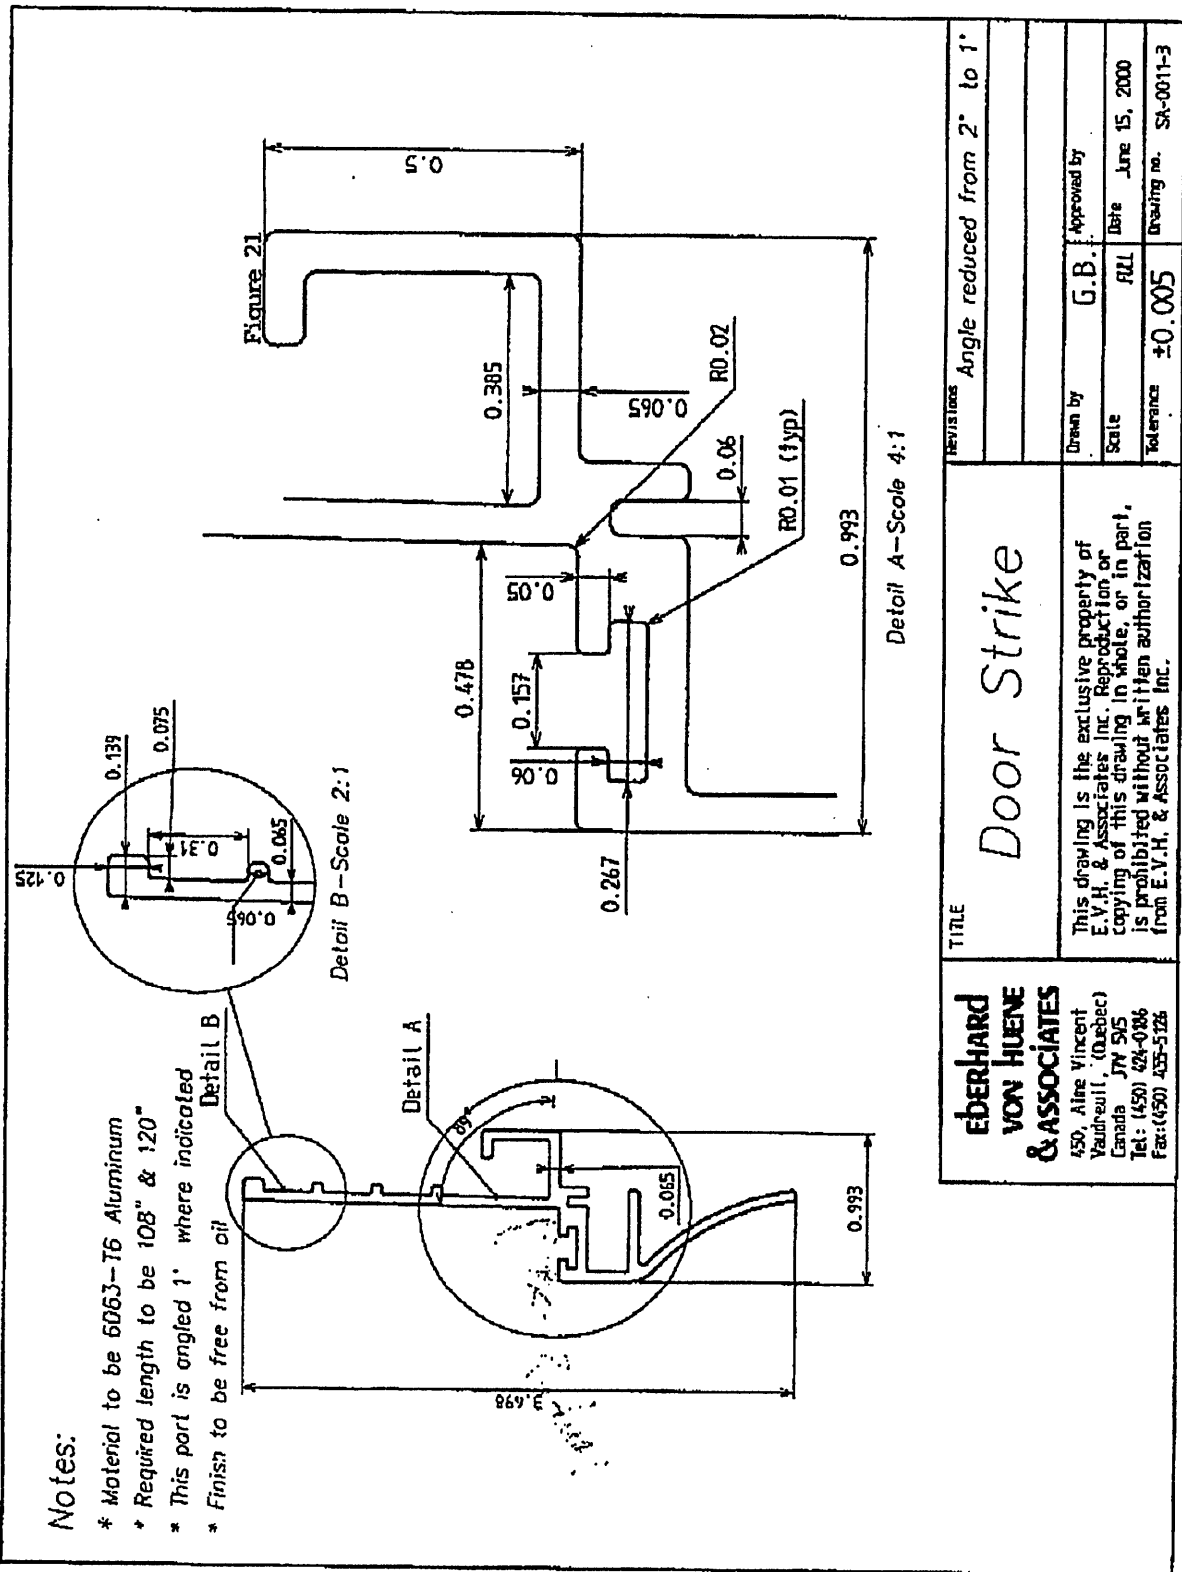 Notes:
* Material to be 6063-T6 Aluminum
* Required length to be 108" & 120"
* This part is angled 1° where indicated
* Finish to be free from oil
Detail B
Detail A
89°
0.065
0.993
3.698
0.125
0.139
0.075
0.31
0.065
0.065
Detail B-Scale 2:1
Figure 21
0.5
0.385
0.065
R0.02
0.478
0.05
0.157
0.06
0.267
R0.01 (typ)
0.06
0.993
Detail A-Scale 4:1
EBERHARD
VON HUENE
& ASSOCIATES
450, Aime Vincent
Vaudreuil, (Quebec)
Canada J7V 5V5
Tel: (450) 424-0186
Fax:(450) 455-5126
TITLE
Door Strike
This drawing is the exclusive property of
E.V.H. & Associates Inc. Reproduction or
copying of this drawing in whole, or in part,
is prohibited without written authorization
from E.V.H. & Associates Inc.
Revisions
Angle reduced from 2° to 1°
Drawn by G.B.
Approved by
Scale FULL
Date June 15, 2000
Tolerance ±0.005
Drawing no. SA-0011-3